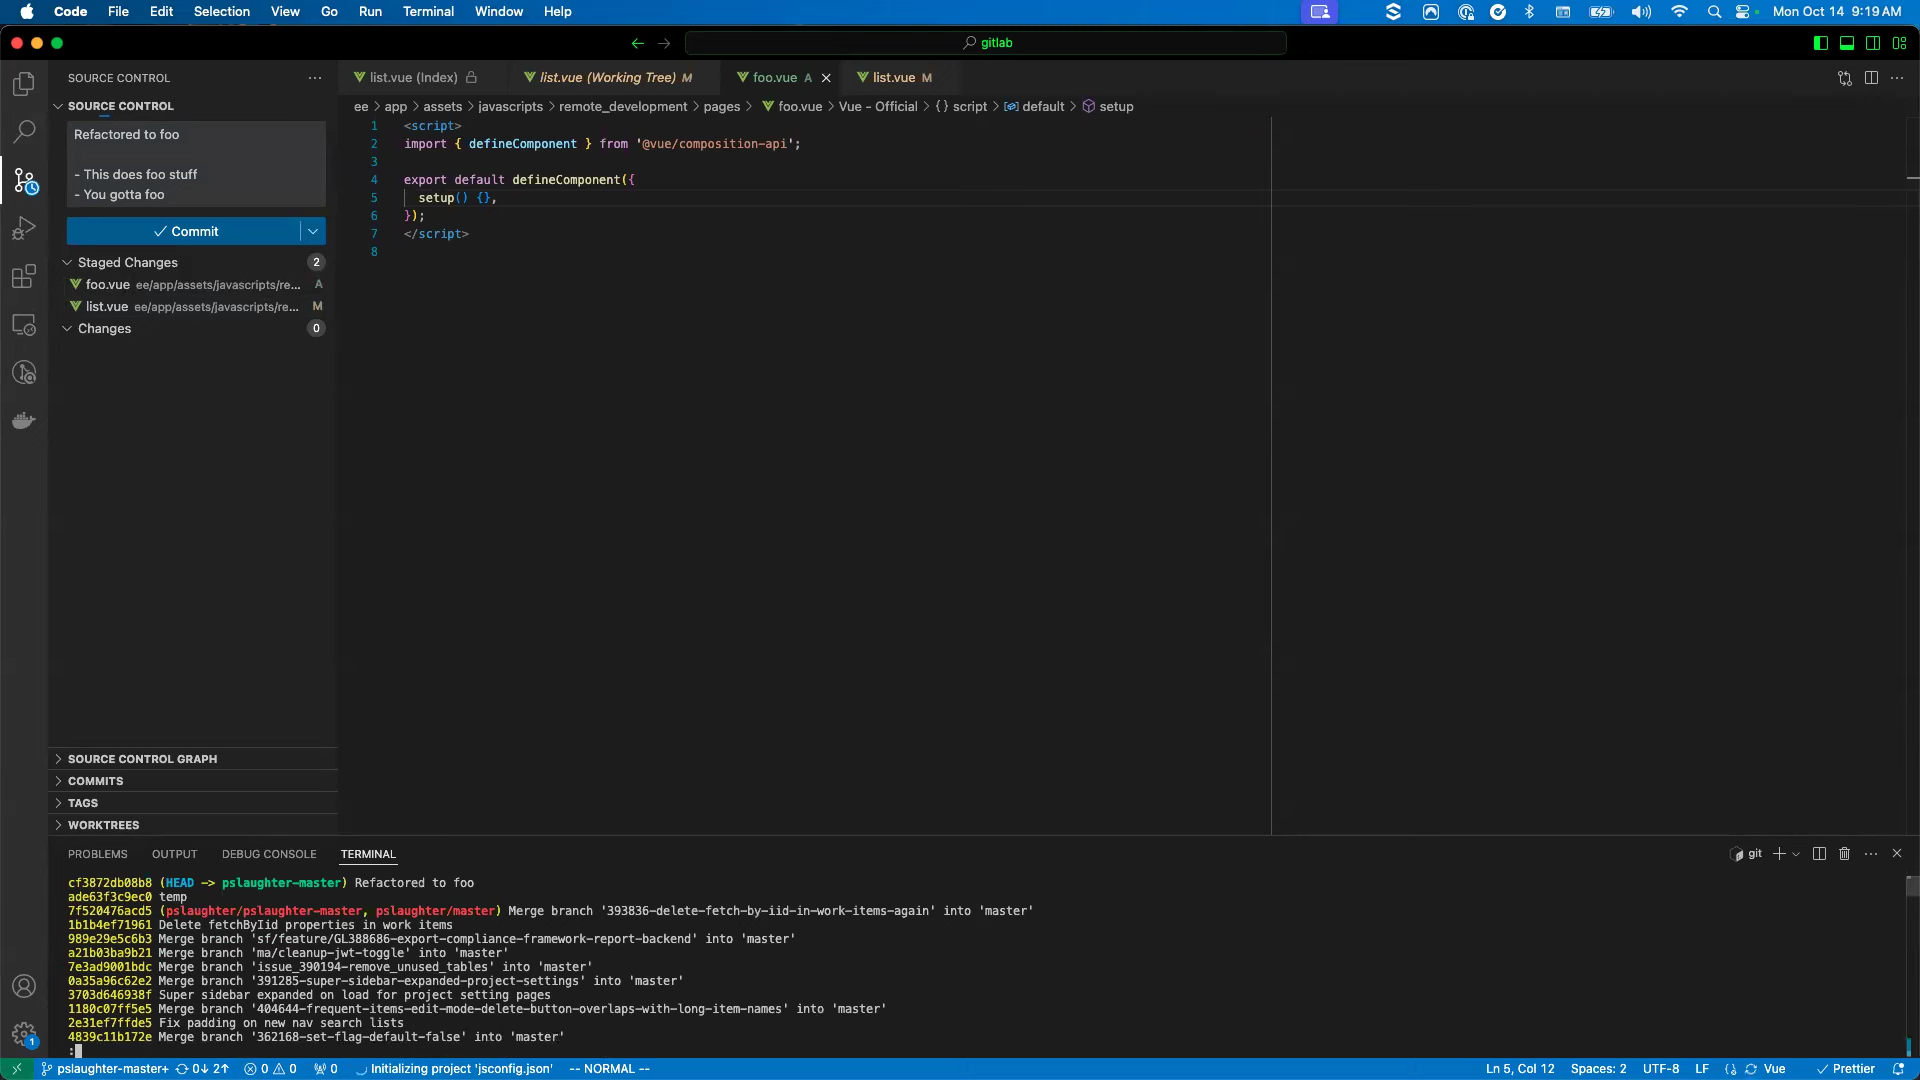 Code File Edit Selection View Go Run Terminal Window Help Mon Oct 14 9:19 AM
gitlab
SOURCE CONTROL
list.vue (Index) list.vue (Working Tree) M foo.vue A list.vue M
SOURCE CONTROL
ee > app > assets > javascripts > remote_development > pages > foo.vue > Vue - Official > {} script > default > setup
Refactored to foo
- This does foo stuff
- You gotta foo
Commit
Staged Changes 2
foo.vue ee/app/assets/javascripts/re... A
list.vue ee/app/assets/javascripts/re... M
Changes 0
1 <script>
2 import { defineComponent } from '@vue/composition-api';
3
4 export default defineComponent({
5 setup() {},
6 });
7 </script>
8
SOURCE CONTROL GRAPH
COMMITS
TAGS
WORKTREES
PROBLEMS OUTPUT DEBUG CONSOLE TERMINAL git
cf3872db08b8 (HEAD -> pslaughter-master) Refactored to foo
ade63f3c9ec0 temp
7f520476acd5 (pslaughter/pslaughter-master, pslaughter/master) Merge branch '393836-delete-fetch-by-iid-in-work-items-again' into 'master'
1b1b4ef71961 Delete fetchByIid properties in work items
989e29e5c6b3 Merge branch 'sf/feature/GL388686-export-compliance-framework-report-backend' into 'master'
a21b03ba9b21 Merge branch 'ma/cleanup-jwt-toggle' into 'master'
7e3ad9001bdc Merge branch 'issue_390194-remove_unused_tables' into 'master'
0a35a96c62e2 Merge branch '391285-super-sidebar-expanded-project-settings' into 'master'
3703d646938f Super sidebar expanded on load for project setting pages
1180c07ff5e5 Merge branch '404644-frequent-items-edit-mode-delete-button-overlaps-with-long-item-names' into 'master'
2e31ef7ffde5 Fix padding on new nav search lists
4839c11b172e Merge branch '362168-set-flag-default-false' into 'master'
:
1
pslaughter-master+ 0↓ 2↑ 0 0 0 Initializing project 'jsconfig.json' -- NORMAL -- Ln 5, Col 12 Spaces: 2 UTF-8 LF {} Vue Prettier